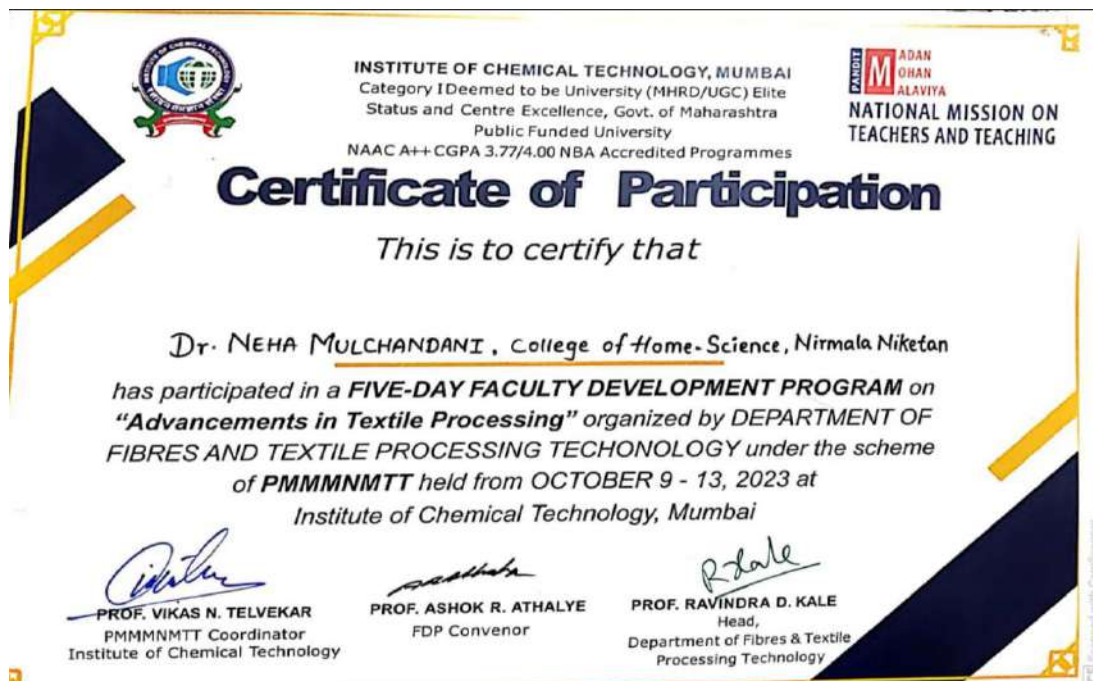 INSTITUTE OF CHEMICAL TECHNOLOGY
INSTITUTE OF CHEMICAL TECHNOLOGY, MUMBAI
Category I Deemed to be University (MHRD/UGC) Elite
Status and Centre Excellence, Govt. of Maharashtra
Public Funded University
NAAC A++ CGPA 3.77/4.00 NBA Accredited Programmes
PANDIT
MADAN
MOHAN
MALAVIYA
NATIONAL MISSION ON
TEACHERS AND TEACHING
Certificate of Participation
This is to certify that
Dr. NEHA MULCHANDANI, College of Home-Science, Nirmala Niketan
has participated in a FIVE-DAY FACULTY DEVELOPMENT PROGRAM on
“Advancements in Textile Processing” organized by DEPARTMENT OF
FIBRES AND TEXTILE PROCESSING TECHONOLOGY under the scheme
of PMMMNMTT held from OCTOBER 9 - 13, 2023 at
Institute of Chemical Technology, Mumbai
PROF. VIKAS N. TELVEKAR
PMMMNMTT Coordinator
Institute of Chemical Technology
PROF. ASHOK R. ATHALYE
FDP Convenor
RDKale
PROF. RAVINDRA D. KALE
Head,
Department of Fibres & Textile
Processing Technology